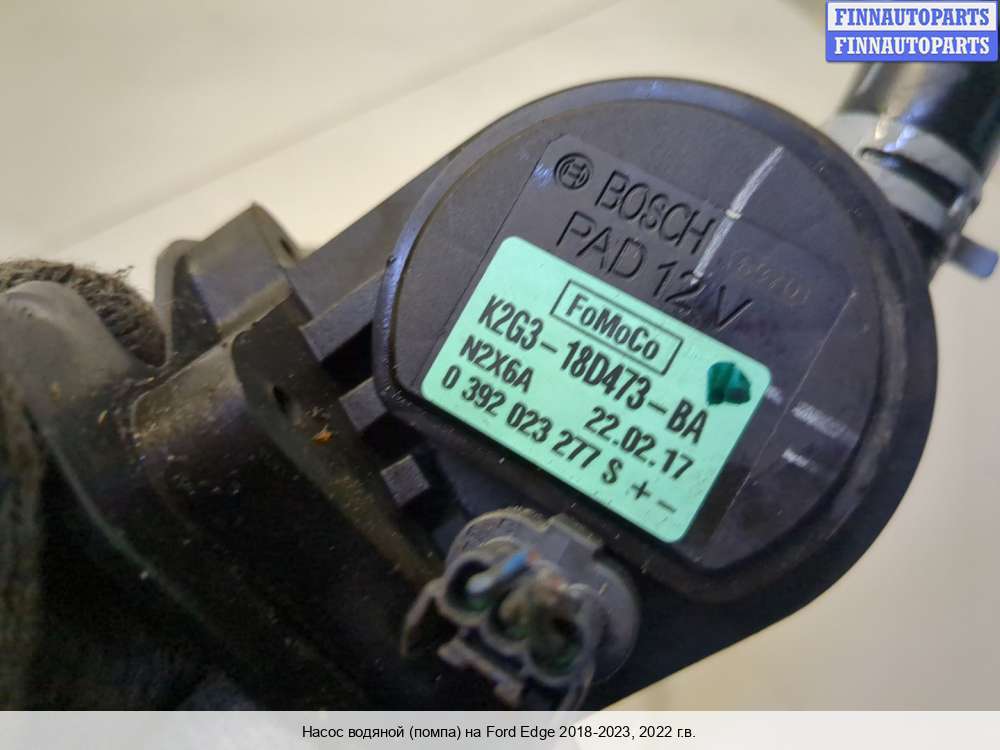 FINNAUTOPARTS
FINNAUTOPARTS
BOSCH
PAD 12V
FoMoCo
K2G3-18D473-BA
N2X6A 22.02.17
0 392 023 277 S + -
Насос водяной (помпа) на Ford Edge 2018-2023, 2022 г.в.